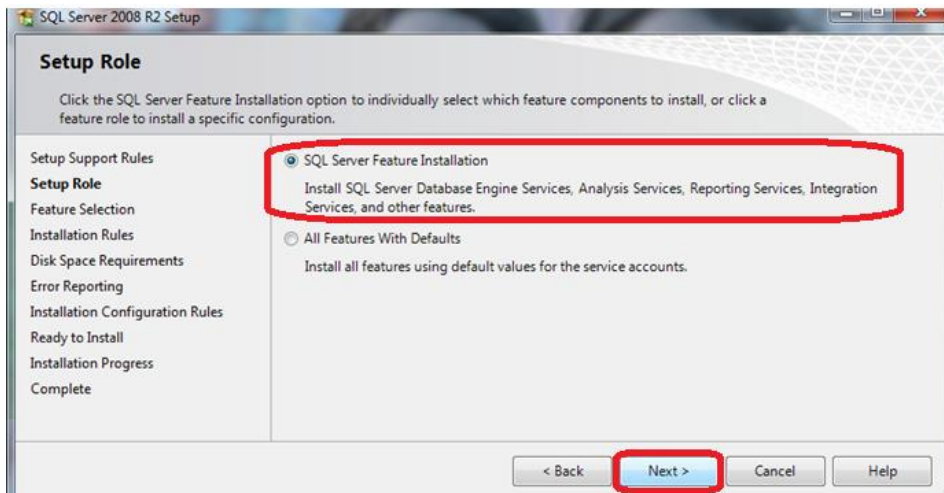 SQL Server 2008 R2 Setup
Setup Role
Click the SQL Server Feature Installation option to individually select which feature components to install, or click a
feature role to install a specific configuration.
Setup Support Rules
Setup Role
Feature Selection
Installation Rules
Disk Space Requirements
Error Reporting
Installation Configuration Rules
Ready to Install
Installation Progress
Complete
SQL Server Feature Installation
Install SQL Server Database Engine Services, Analysis Services, Reporting Services, Integration
Services, and other features.
All Features With Defaults
Install all features using default values for the service accounts.
< Back
Next >
Cancel
Help